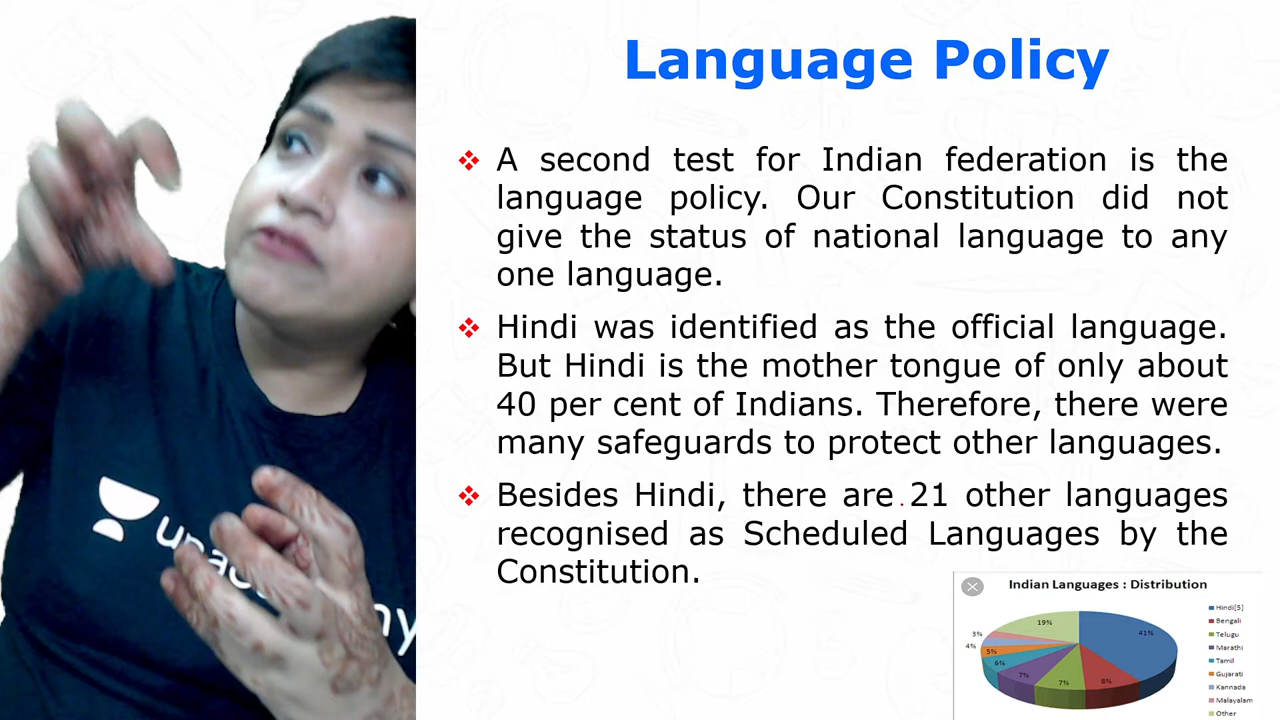 Language Policy
A second test for Indian federation is the
language policy. Our Constitution did not
give the status of national language to any
one language.
Hindi was identified as the official language.
But Hindi is the mother tongue of only about
40 per cent of Indians. Therefore, there were
many safeguards to protect other languages.
Besides Hindi, there are 21 other languages
recognised as Scheduled Languages by the
Constitution.
Indian Languages : Distribution
19%
41%
3%
4%
5%
6%
7%
7%
8%
Hindi[5]
Bengali
Telugu
Marathi
Tamil
Gujarati
Kannada
Malayalam
Other